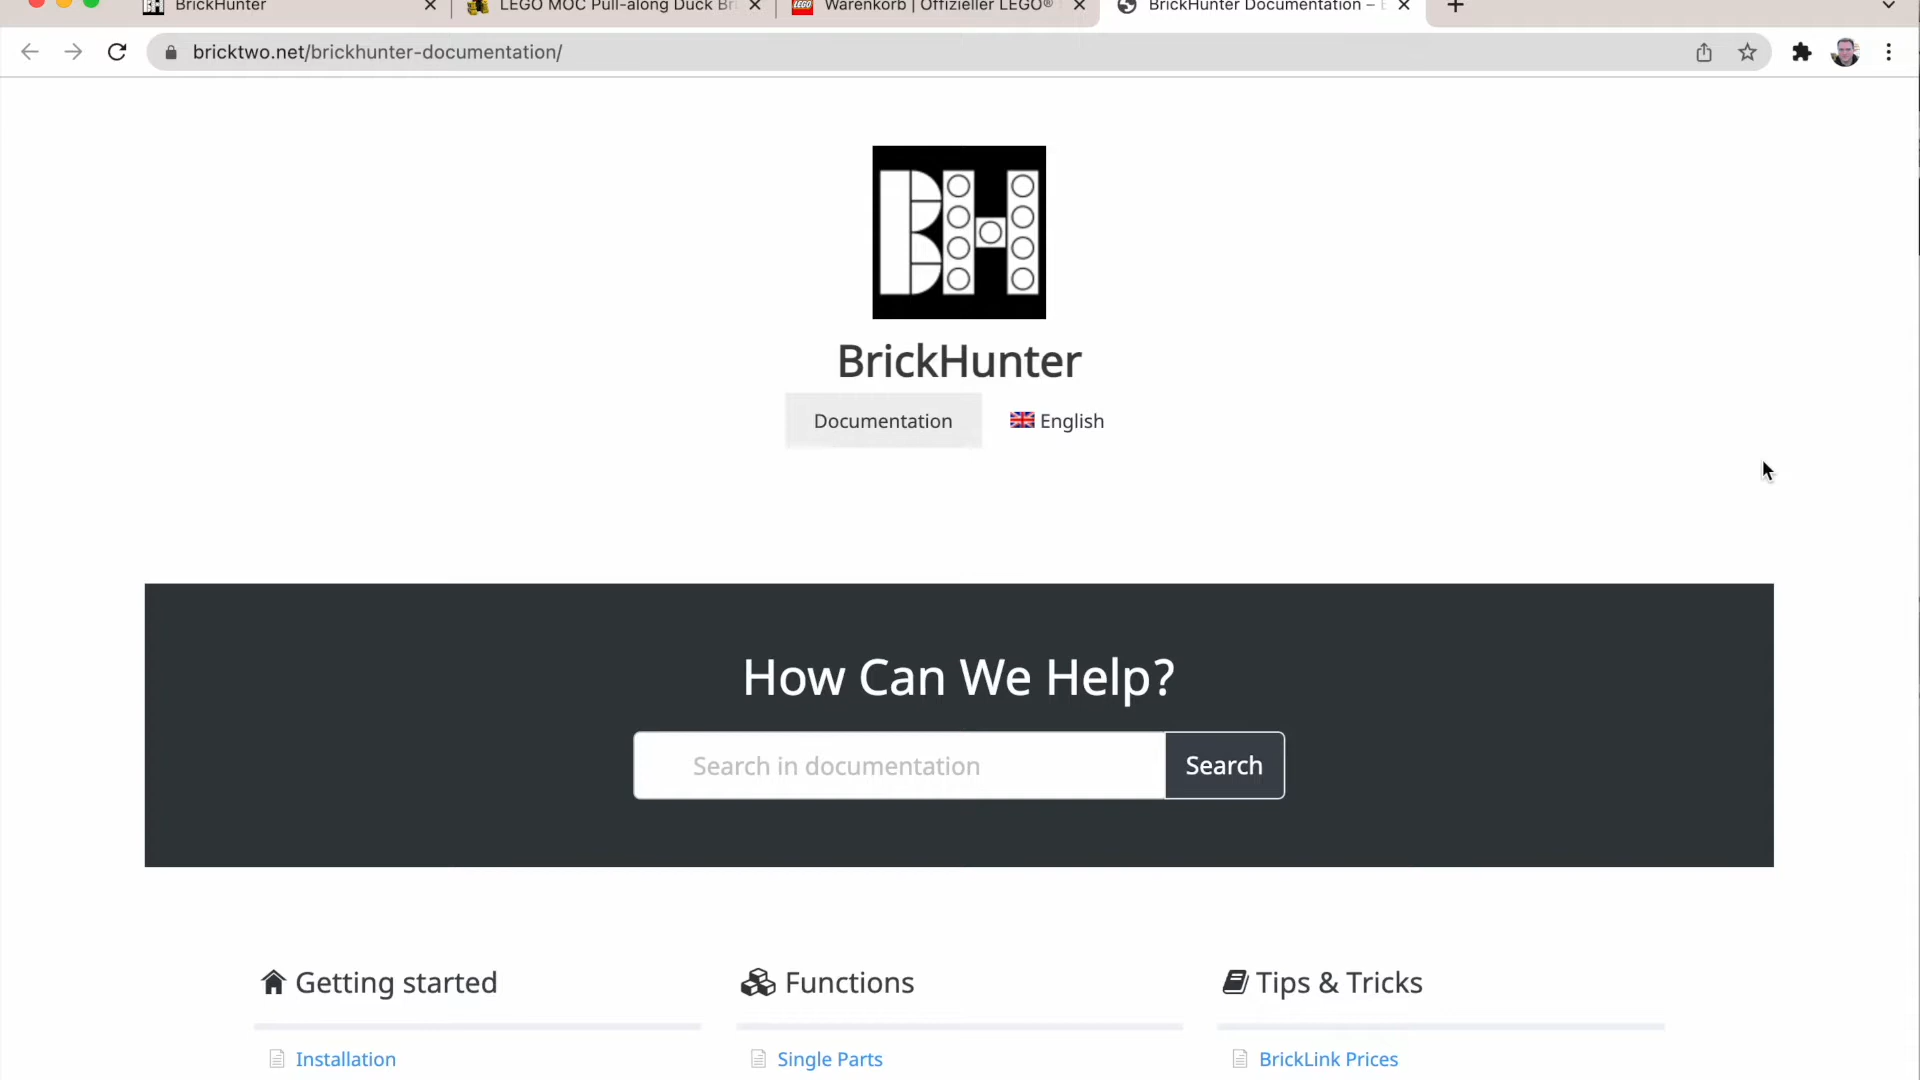 BrickHunter
LEGO MOC Pull-along Duck
Warenkorb | Offizieller LEGO®
BrickHunter Documentation –
bricktwo.net/brickhunter-documentation/
BH
BrickHunter
Documentation
English
How Can We Help?
Search in documentation
Search
Getting started
Functions
Tips & Tricks
Installation
Single Parts
BrickLink Prices